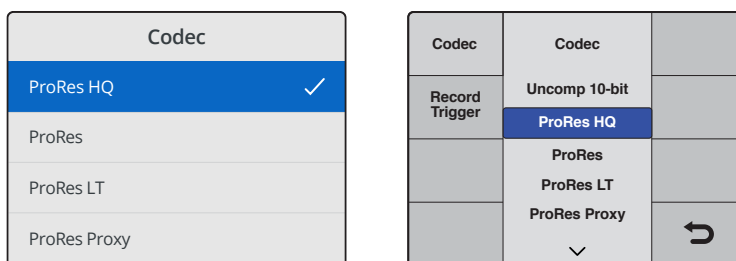 Codec
ProRes HQ
ProRes
ProRes LT
ProRes Proxy
Codec
Record
Trigger
Codec
Uncomp 10-bit
ProRes HQ
ProRes
ProRes LT
ProRes Proxy